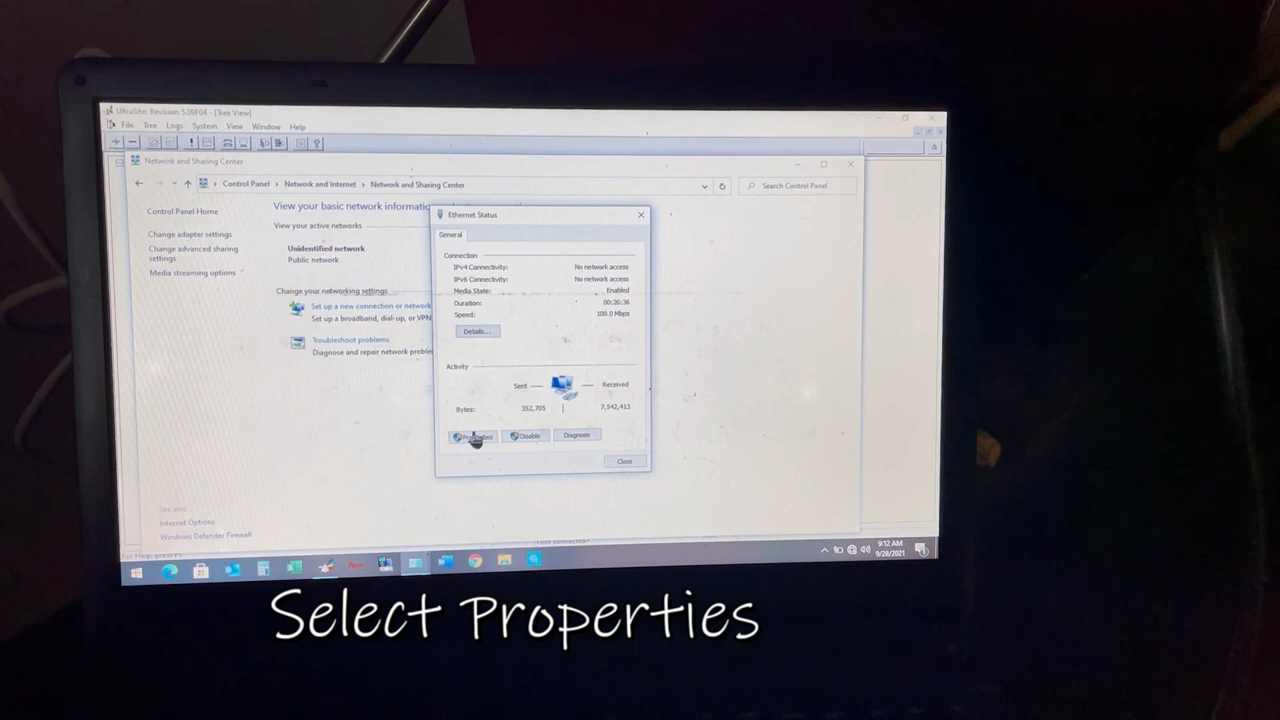 UltraSite: Revision 5.09F04 - [Tree View]
File Tree Logs System View Window Help
Network and Sharing Center
Control Panel > Network and Internet > Network and Sharing Center
Search Control Panel
Control Panel Home
Change adapter settings
Change advanced sharing
settings
Media streaming options
View your basic network informatio
View your active networks
Unidentified network
Public network
Change your networking settings
Set up a new connection or network
Set up a broadband, dial-up, or VPN
Troubleshoot problems
Diagnose and repair network proble
See also
Internet Options
Windows Defender Firewall
Ethernet Status
General
Connection
IPv4 Connectivity: No network access
IPv6 Connectivity: No network access
Media State: Enabled
Duration: 00:26:36
Speed: 100.0 Mbps
Details...
Activity
Sent Received
Bytes: 352,705 7,542,413
Properties Disable Diagnose
Close
9:12 AM
9/28/2021
Select Properties